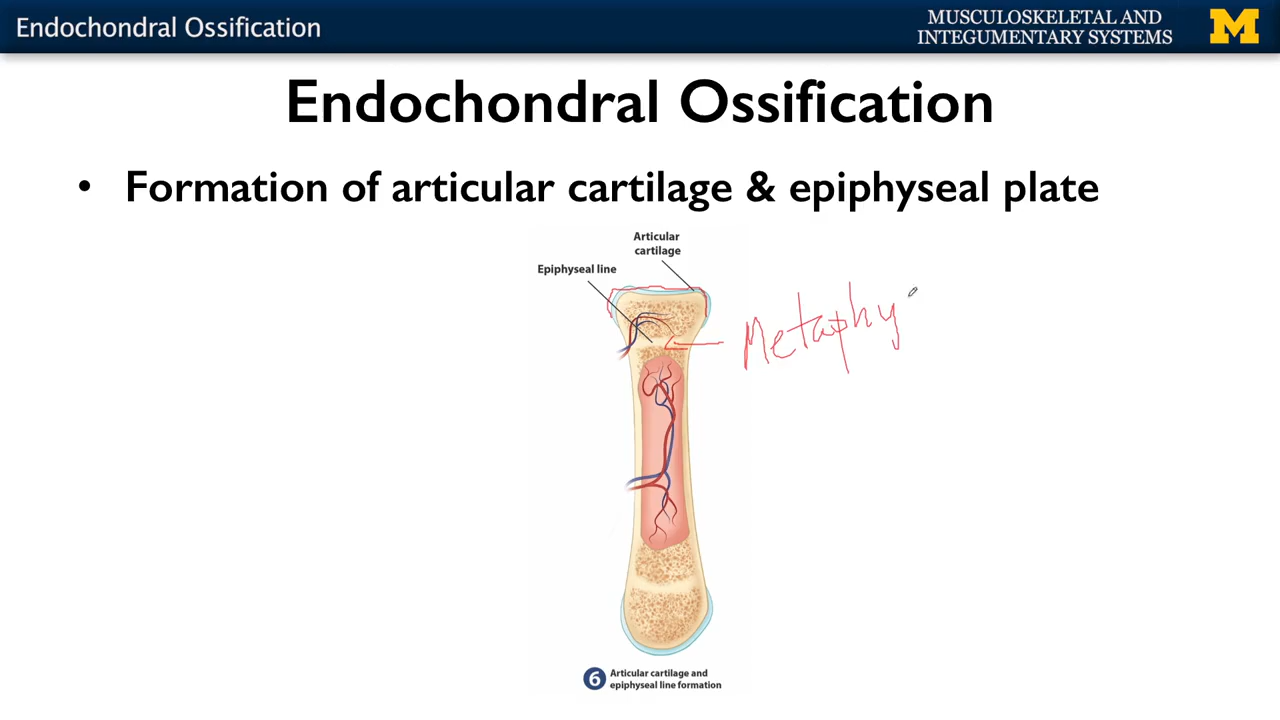 Endochondral Ossification
MUSCULOSKELETAL AND
INTEGUMENTARY SYSTEMS
M
Endochondral Ossification
• Formation of articular cartilage & epiphyseal plate
Articular
cartilage
Epiphyseal line
Metaphy
6
Articular cartilage and
epiphyseal line formation